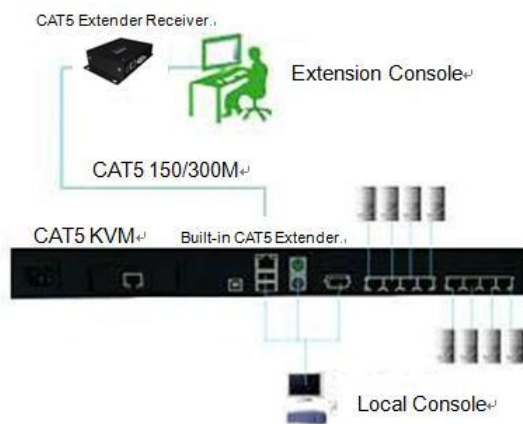 CAT5 Extender Receiver
Extension Console
CAT5 150/300M
CAT5 KVM
Built-in CAT5 Extender
Local Console